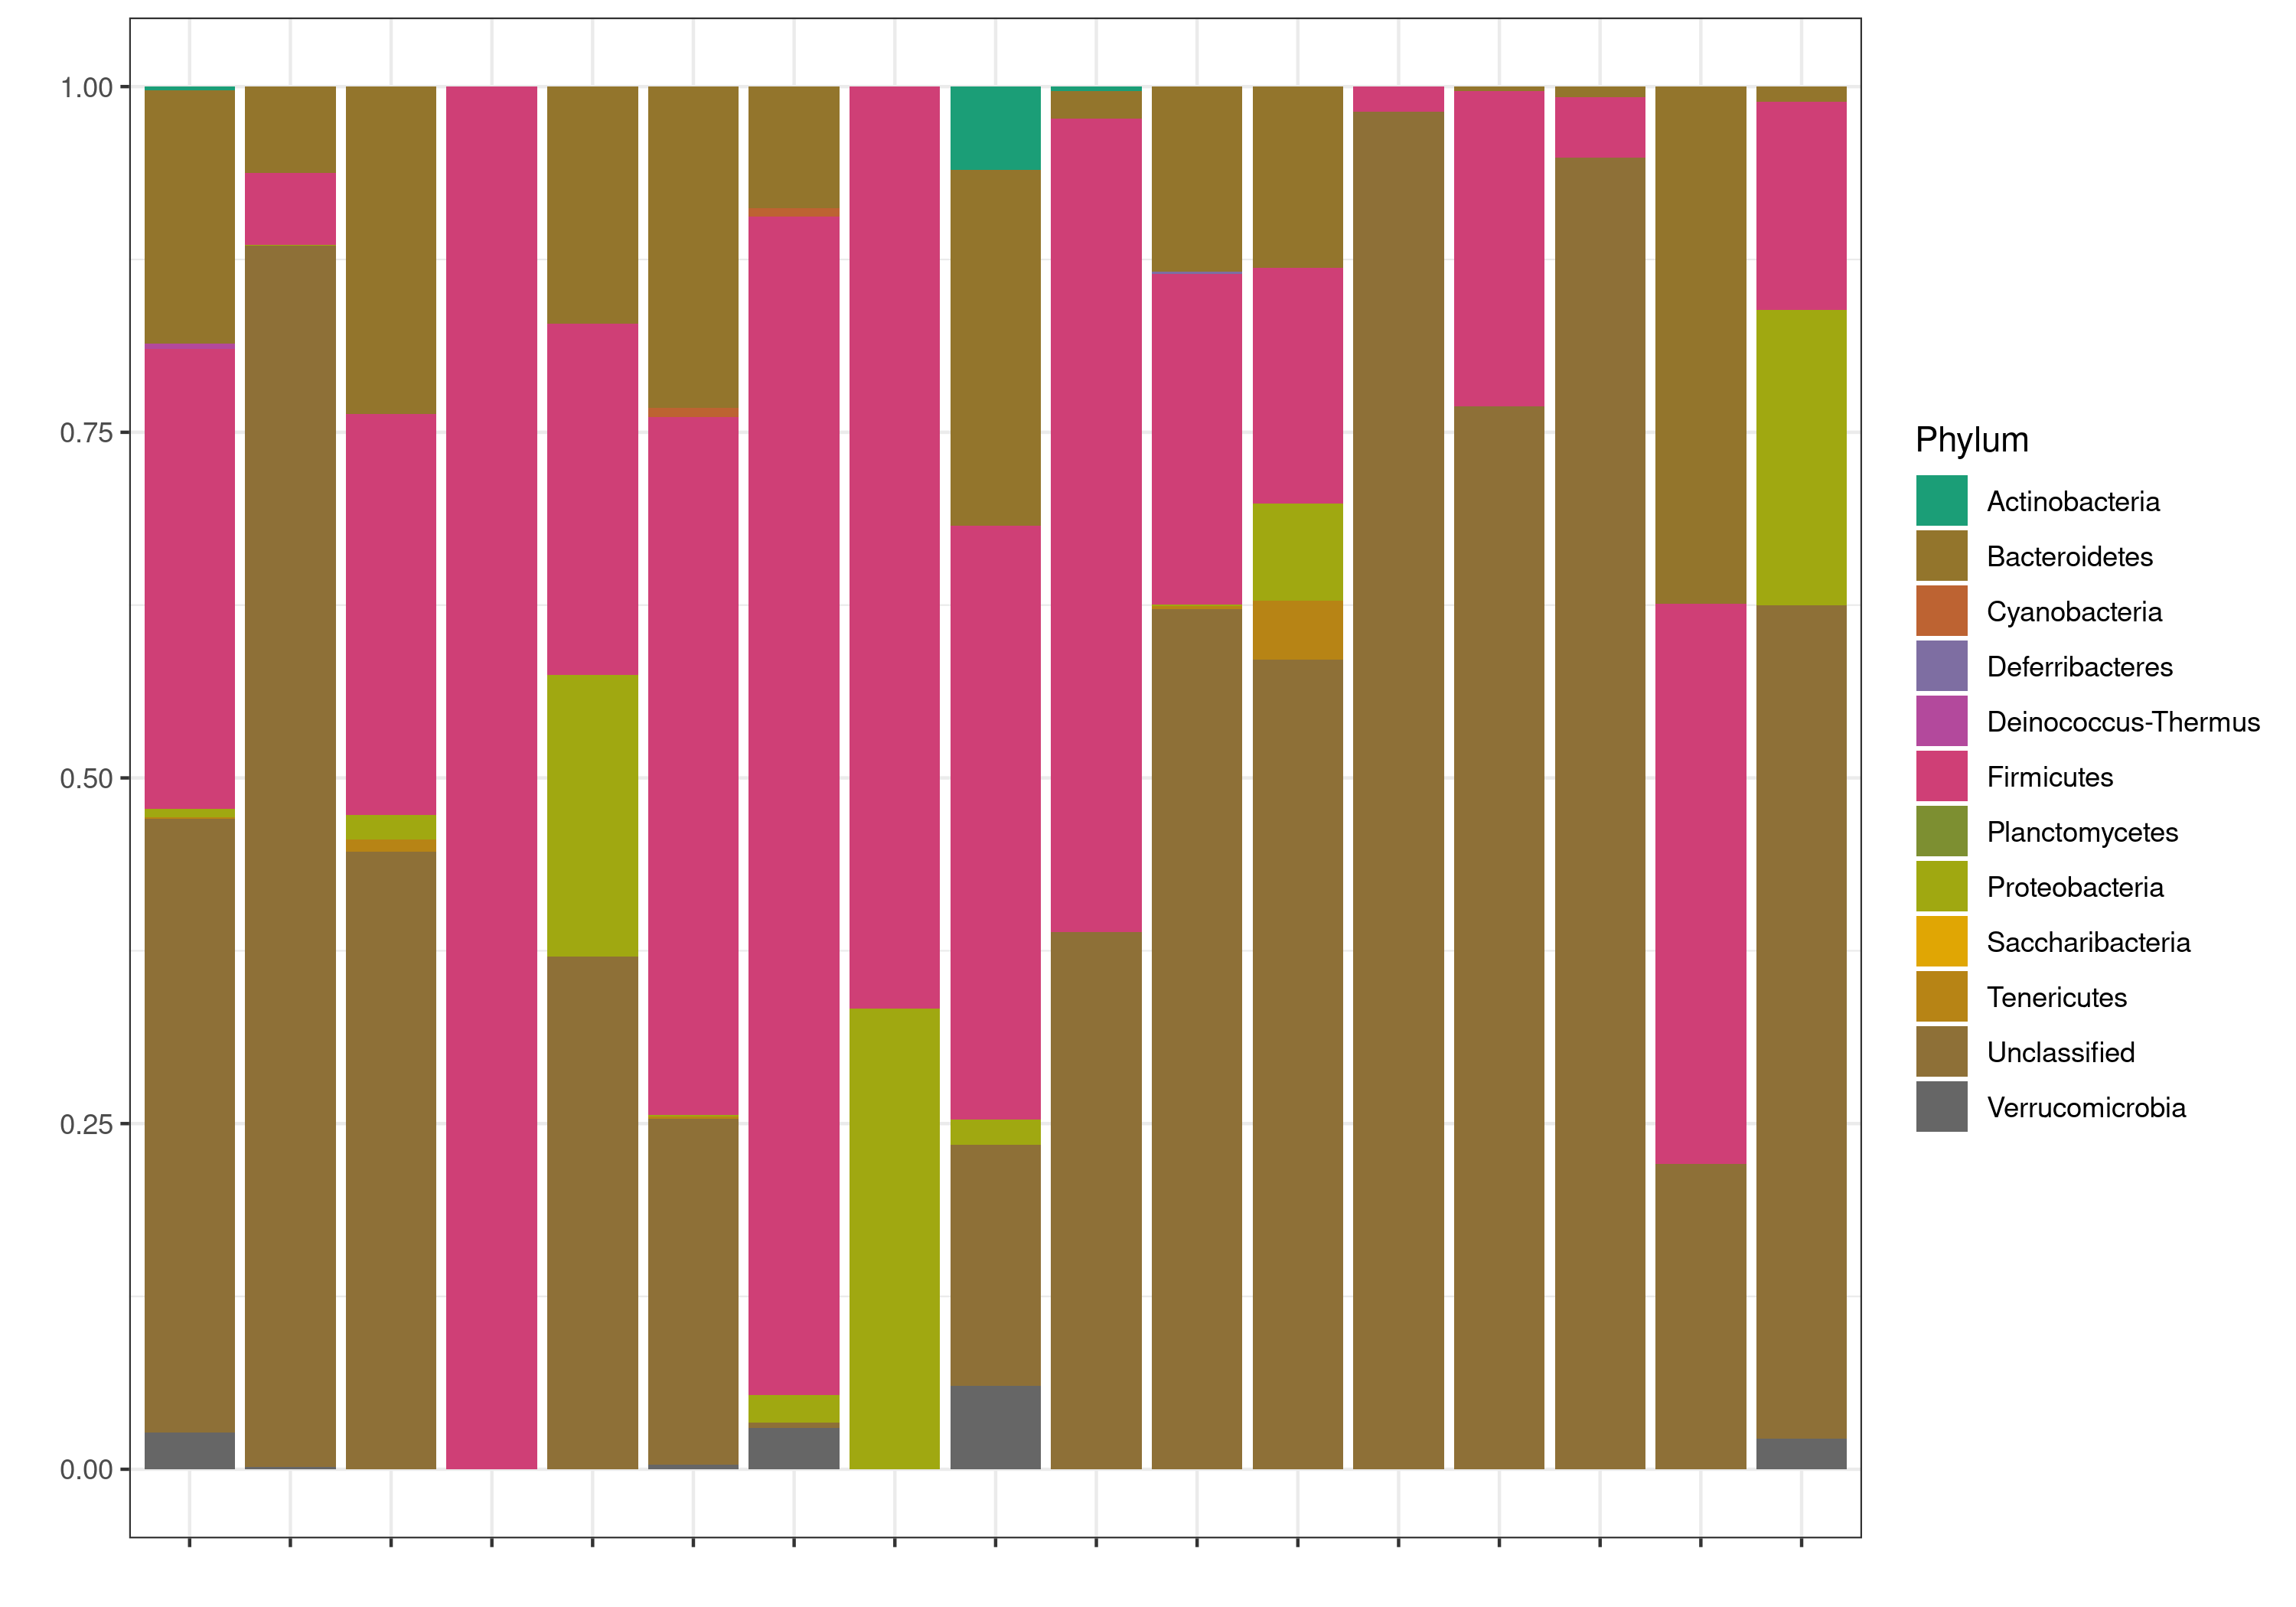 1.00
0.75
0.50
0.25
0.00
Phylum
Actinobacteria
Bacteroidetes
Cyanobacteria
Deferribacteres
Deinococcus-Thermus
Firmicutes
Planctomycetes
Proteobacteria
Saccharibacteria
Tenericutes
Unclassified
Verrucomicrobia